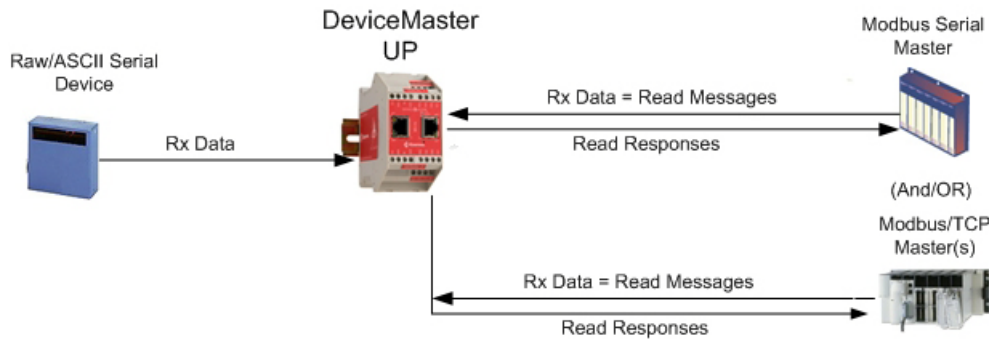 DeviceMaster
UP
Raw/ASCII Serial
Device
Modbus Serial
Master
Rx Data = Read Messages
Rx Data
Read Responses
(And/OR)
Modbus/TCP
Master(s)
Rx Data = Read Messages
Read Responses